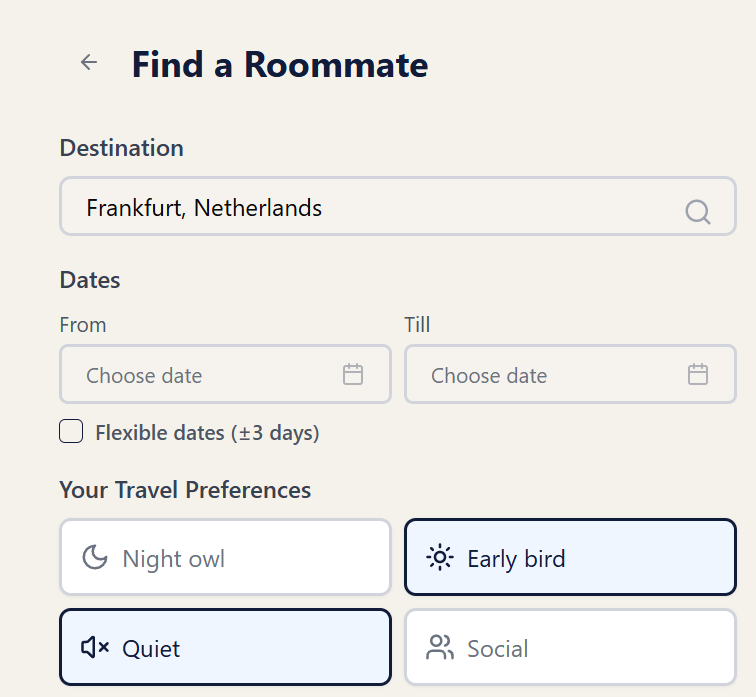 Find a Roommate
Destination
Frankfurt, Netherlands
Dates
From Till
Choose date Choose date
Flexible dates (±3 days)
Your Travel Preferences
Night owl Early bird
Quiet Social